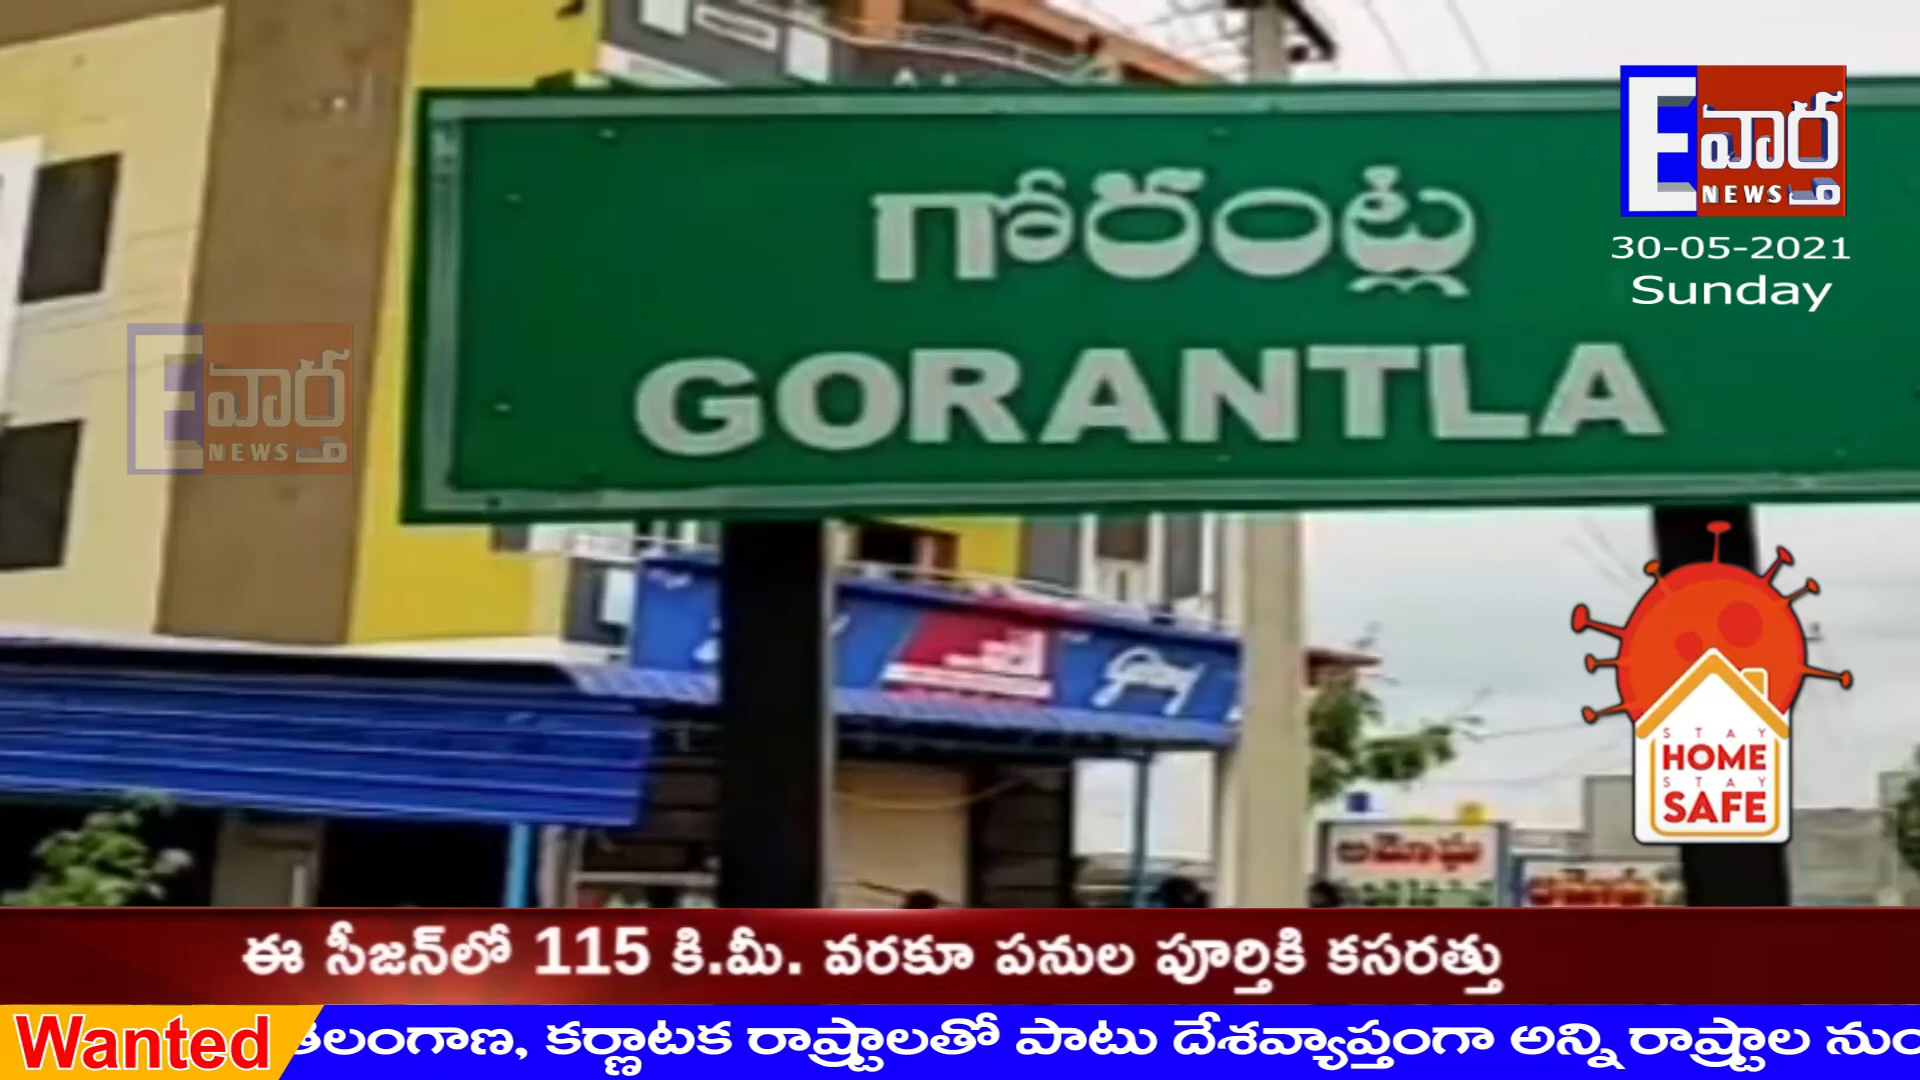 E వార్త
NEWS
30-05-2021
Sunday
గోరంట్ల
GORANTLA
E వార్త
NEWS
STAY
HOME
STAY
SAFE
ఈ సీజన్‌లో 115 కి.మీ. వరకూ పనుల పూర్తికి కసరత్తు
Wanted తెలంగాణ, కర్ణాటక రాష్ట్రాలతో పాటు దేశవ్యాప్తంగా అన్ని రాష్ట్రాల